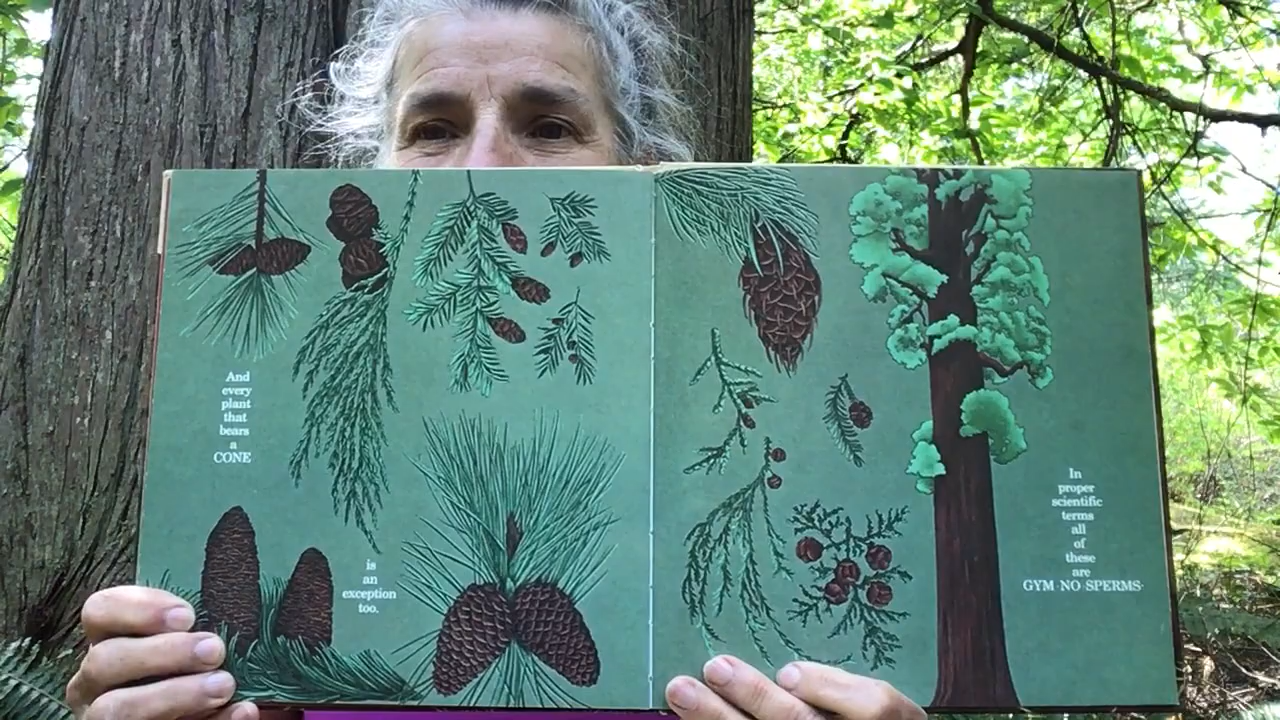 And
every
plant
that
bears
a
CONE
is
an
exception
too.
In
proper
scientific
terms
all
of
these
are
GYM·NO·SPERMS·